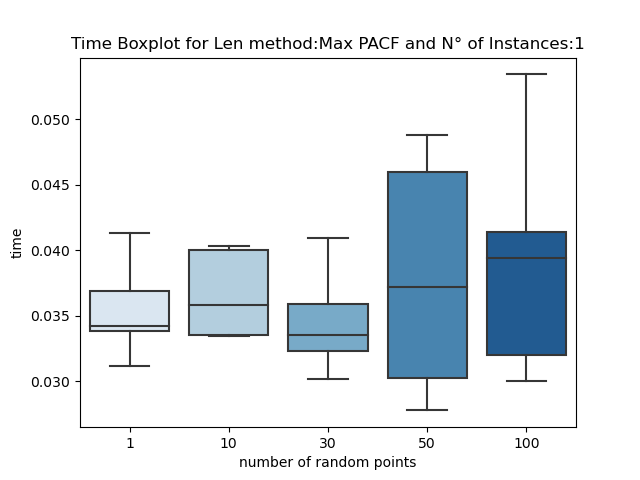 Time Boxplot for Len method:Max PACF and N° of Instances:1
0.050
0.045
0.040
0.035
0.030
time
1 10 30 50 100
number of random points